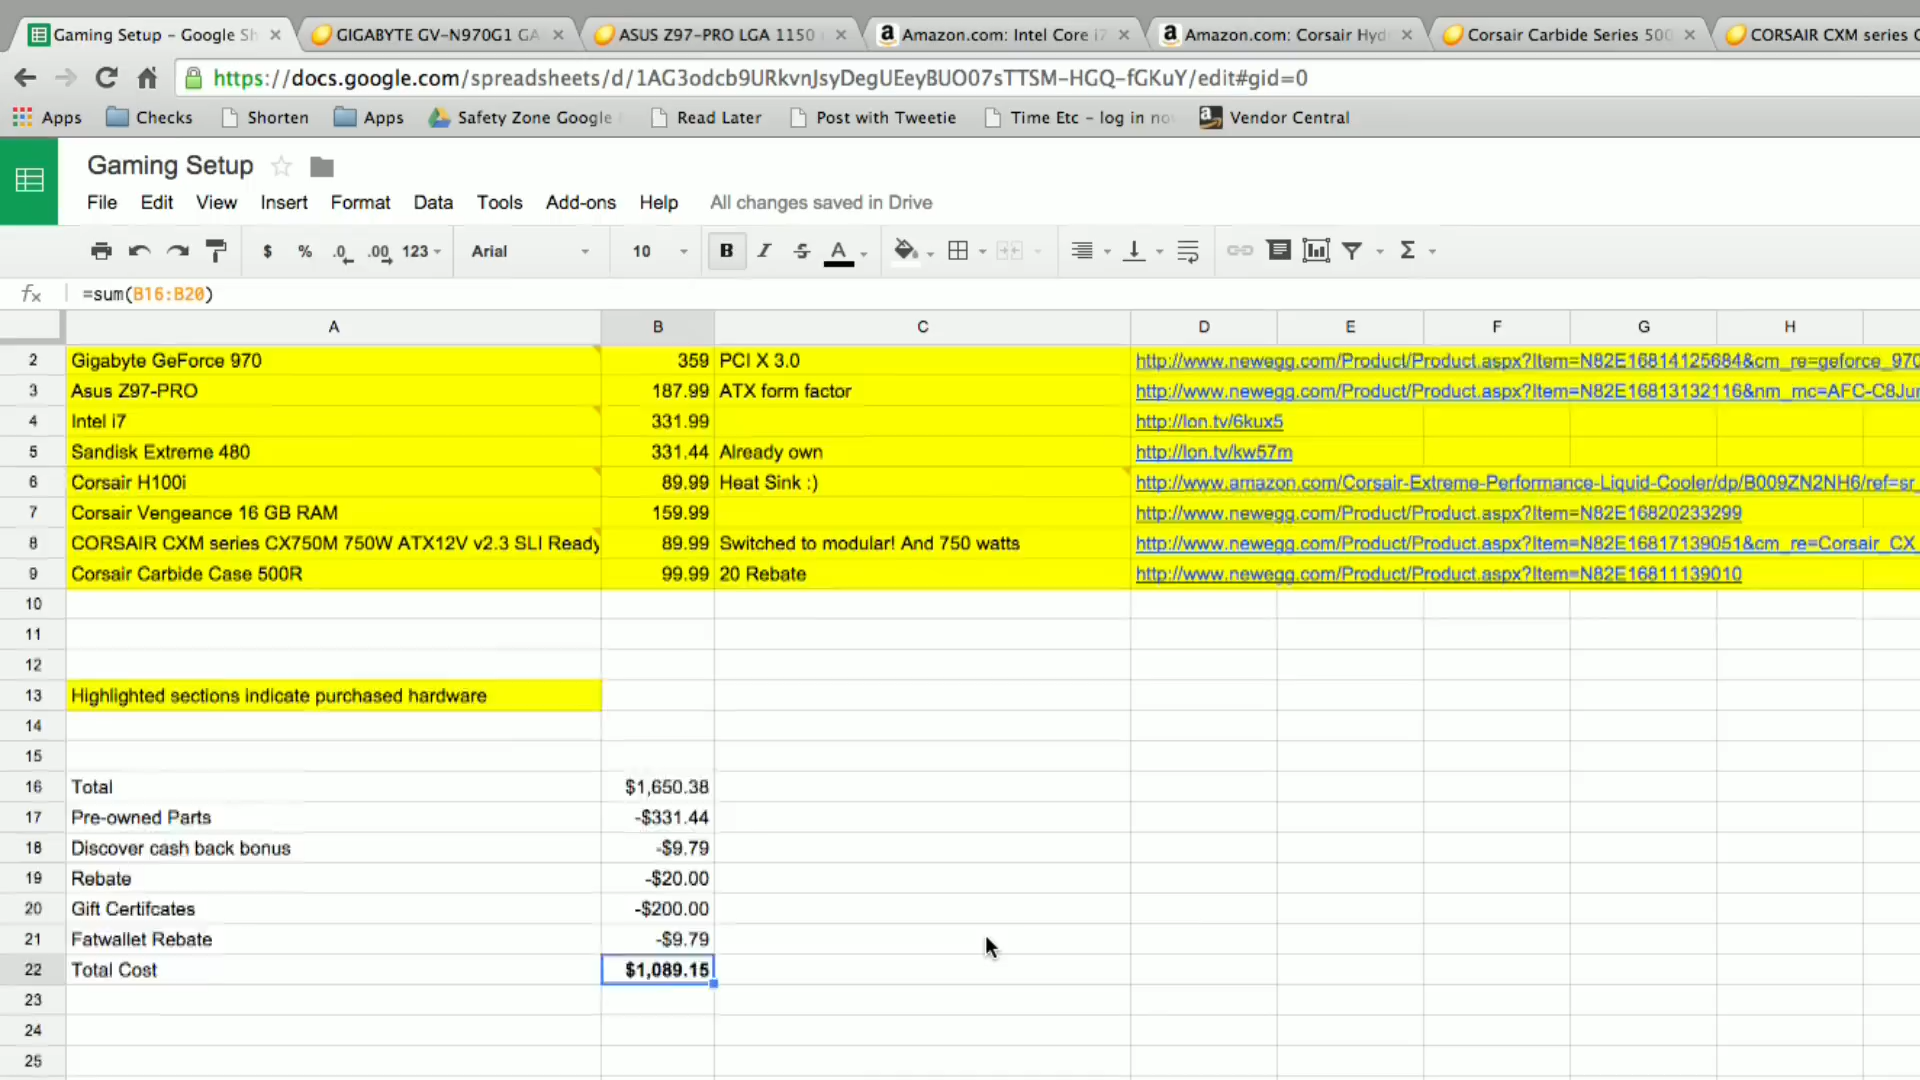 Gaming Setup - Google Sh
GIGABYTE GV-N970G1 GA
ASUS Z97-PRO LGA 1150
Amazon.com: Intel Core i7
Amazon.com: Corsair Hyd
Corsair Carbide Series 500
CORSAIR CXM series C
https://docs.google.com/spreadsheets/d/1AG3odcb9URkvnJsyDegUEeyBUO07sTTSM-HGQ-fGKuY/edit#gid=0
Apps Checks Shorten Apps Safety Zone Google Read Later Post with Tweetie Time Etc - log in no Vendor Central
Gaming Setup
File Edit View Insert Format Data Tools Add-ons Help All changes saved in Drive
$ % .0 .00 123 Arial 10 B I S A Σ
fx =sum(B16:B20)
A B C D E F G H
2 Gigabyte GeForce 970 359 PCI X 3.0 http://www.newegg.com/Product/Product.aspx?Item=N82E16814125684&cm_re=geforce_970
3 Asus Z97-PRO 187.99 ATX form factor http://www.newegg.com/Product/Product.aspx?Item=N82E16813132116&nm_mc=AFC-C8Jun
4 Intel i7 331.99 http://lon.tv/6kux5
5 Sandisk Extreme 480 331.44 Already own http://lon.tv/kw57m
6 Corsair H100i 89.99 Heat Sink :) http://www.amazon.com/Corsair-Extreme-Performance-Liquid-Cooler/dp/B009ZN2NH6/ref=sr_
7 Corsair Vengeance 16 GB RAM 159.99 http://www.newegg.com/Product/Product.aspx?Item=N82E16820233299
8 CORSAIR CXM series CX750M 750W ATX12V v2.3 SLI Ready 89.99 Switched to modular! And 750 watts http://www.newegg.com/Product/Product.aspx?Item=N82E16817139051&cm_re=Corsair_CX
9 Corsair Carbide Case 500R 99.99 20 Rebate http://www.newegg.com/Product/Product.aspx?Item=N82E16811139010
10
11
12
13 Highlighted sections indicate purchased hardware
14
15
16 Total $1,650.38
17 Pre-owned Parts -$331.44
18 Discover cash back bonus -$9.79
19 Rebate -$20.00
20 Gift Certifcates -$200.00
21 Fatwallet Rebate -$9.79
22 Total Cost $1,089.15
23
24
25